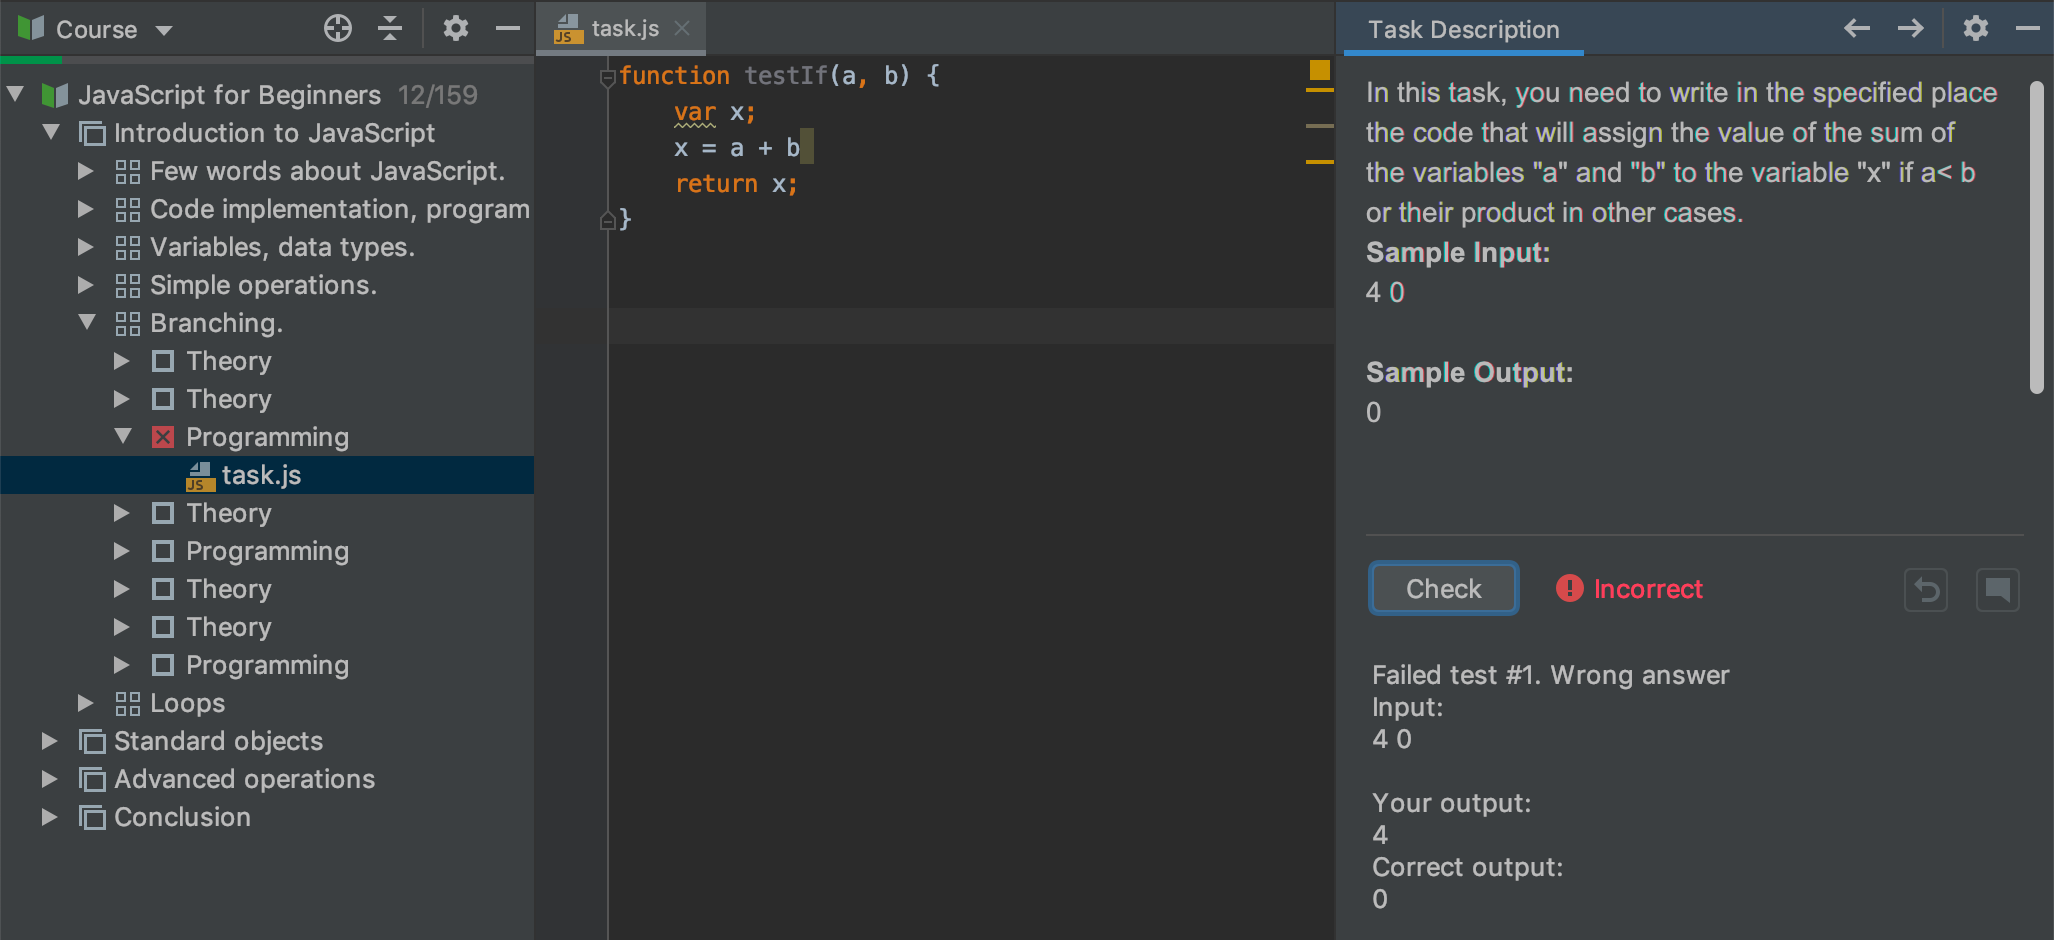 Course
JavaScript for Beginners 12/159
Introduction to JavaScript
Few words about JavaScript.
Code implementation, program
Variables, data types.
Simple operations.
Branching.
Theory
Theory
Programming
JS task.js
Theory
Programming
Theory
Theory
Programming
Loops
Standard objects
Advanced operations
Conclusion
JS task.js
function testIf(a, b) {
    var x;
    x = a + b
    return x;
}
Task Description
In this task, you need to write in the specified place
the code that will assign the value of the sum of
the variables "a" and "b" to the variable "x" if a< b
or their product in other cases.
Sample Input:
4 0
Sample Output:
0
Check
Incorrect
Failed test #1. Wrong answer
Input:
4 0
Your output:
4
Correct output:
0